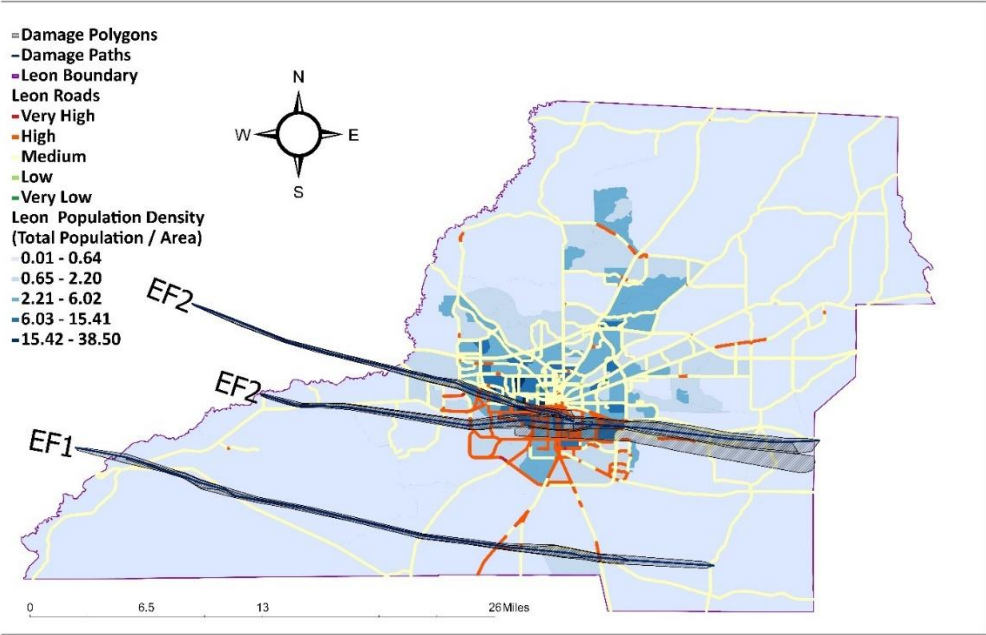 Damage Polygons
Damage Paths
Leon Boundary
Leon Roads
Very High
High
Medium
Low
Very Low
Leon Population Density
(Total Population / Area)
0.01 - 0.64
0.65 - 2.20
2.21 - 6.02
6.03 - 15.41
15.42 - 38.50
N
W E
S
EF2
EF2
EF1
0 6.5 13 26 Miles